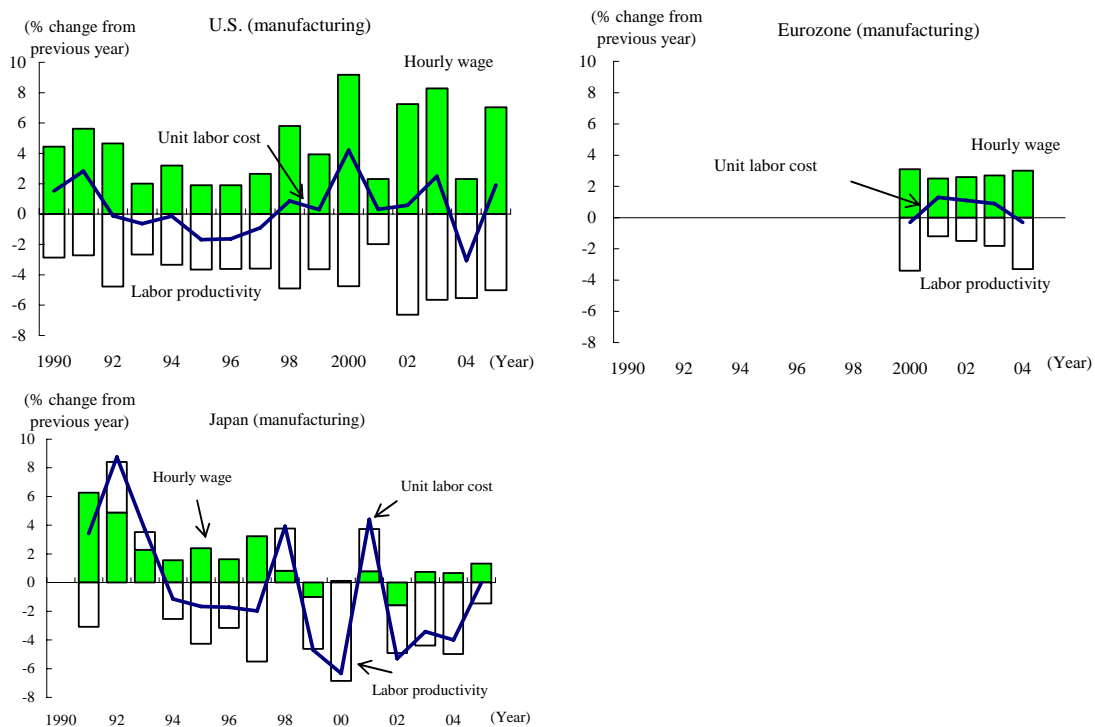 (% change from
previous year)
U.S. (manufacturing)
10
8
6
4
2
0
-2
-4
-6
-8
Hourly wage
Unit labor cost
Labor productivity
1990 92 94 96 98 2000 02 04 (Year)
(% change from
previous year)
Eurozone (manufacturing)
10
8
6
4
2
0
-2
-4
-6
-8
Hourly wage
Unit labor cost
Labor productivity
1990 92 94 96 98 2000 02 04 (Year)
(% change from
previous year)
Japan (manufacturing)
10
8
6
4
2
0
-2
-4
-6
-8
Hourly wage
Unit labor cost
Labor productivity
1990 92 94 96 98 00 02 04 (Year)